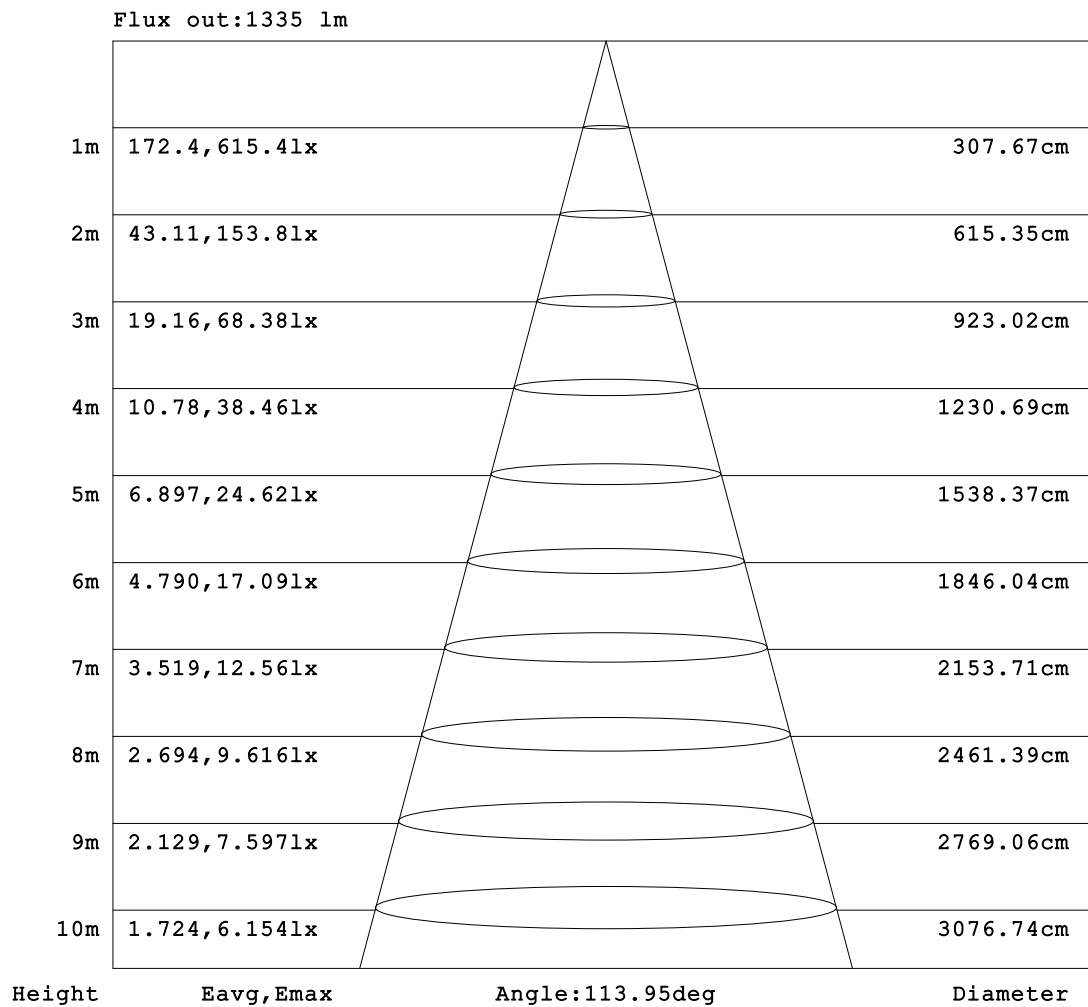 Flux out:1335 lm
1m 172.4,615.4lx 307.67cm
2m 43.11,153.8lx 615.35cm
3m 19.16,68.38lx 923.02cm
4m 10.78,38.46lx 1230.69cm
5m 6.897,24.62lx 1538.37cm
6m 4.790,17.09lx 1846.04cm
7m 3.519,12.56lx 2153.71cm
8m 2.694,9.616lx 2461.39cm
9m 2.129,7.597lx 2769.06cm
10m 1.724,6.154lx 3076.74cm
Height Eavg,Emax Angle:113.95deg Diameter